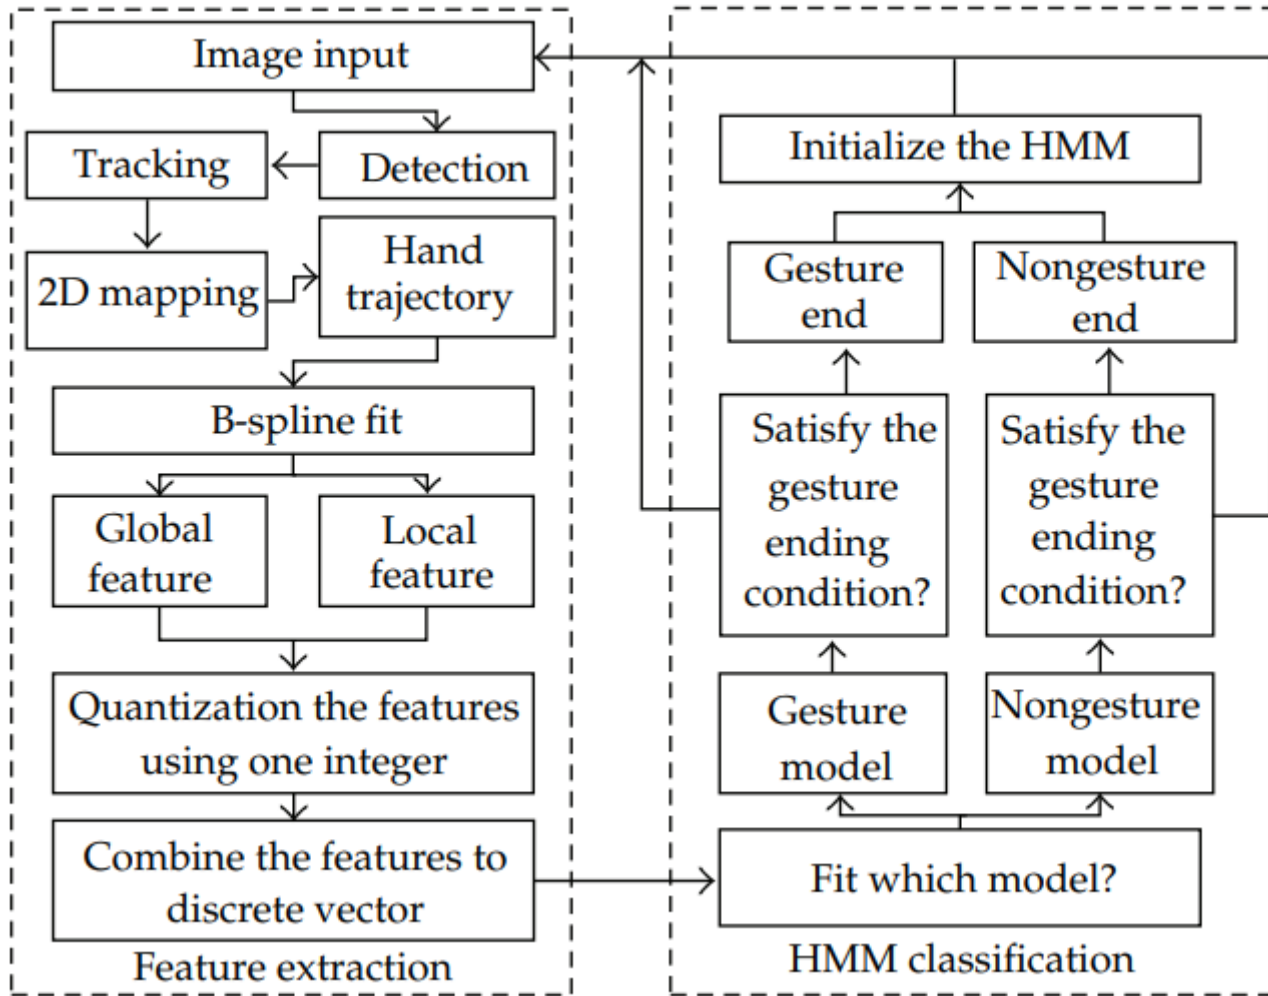 Image input
Tracking
Detection
2D mapping
Hand
trajectory
B-spline fit
Global
feature
Local
feature
Quantization the features
using one integer
Combine the features to
discrete vector
Feature extraction
Initialize the HMM
Gesture
end
Nongesture
end
Satisfy the
gesture
ending
condition?
Satisfy the
gesture
ending
condition?
Gesture
model
Nongesture
model
Fit which model?
HMM classification